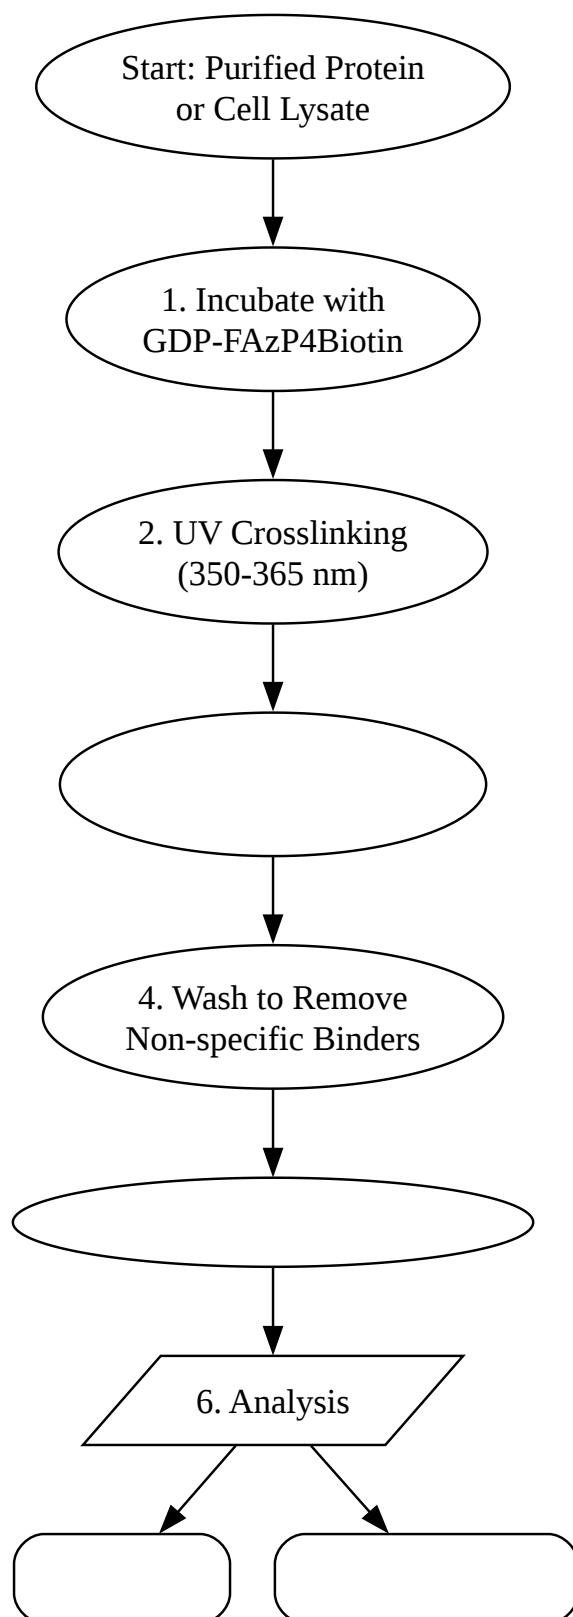 Start: Purified Protein
or Cell Lysate
1. Incubate with
GDP-FAzP4Biotin
2. UV Crosslinking
(350-365 nm)
4. Wash to Remove
Non-specific Binders
6. Analysis